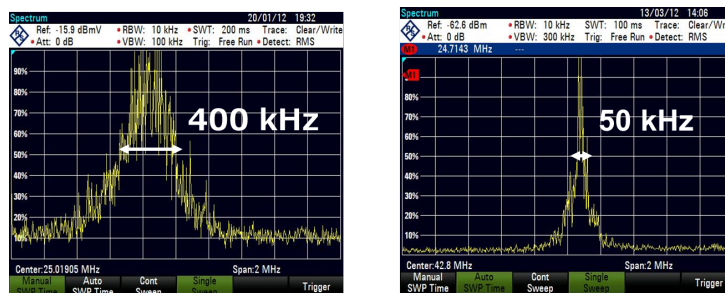 Spectrum 20/01/12 19:32
Ref: -15.9 dBmV • RBW: 10 kHz • SWT: 200 ms Trace: Clear/Write
• Att: 0 dB • VBW: 100 kHz Trig: Free Run • Detect: RMS
90%
80%
70%
60%
50%
40%
30%
20%
10%
400 kHz
Center:25.01905 MHz Span:2 MHz
Manual SWP Time
Auto SWP Time
Cont Sweep
Single Sweep
Trigger
Spectrum 13/03/12 14:06
Ref: -62.6 dBm • RBW: 10 kHz SWT: 100 ms Trace: Clear/Wr
• Att: 0 dB • VBW: 300 kHz Trig: Free Run • Detect: RMS
M1 24.7143 MHz ---
M1
80%
70%
60%
50%
40%
30%
20%
10%
50 kHz
Center:42.8 MHz Span:2 MHz
Manual SWP Time
Auto SWP Time
Cont Sweep
Single Sweep
Trigger